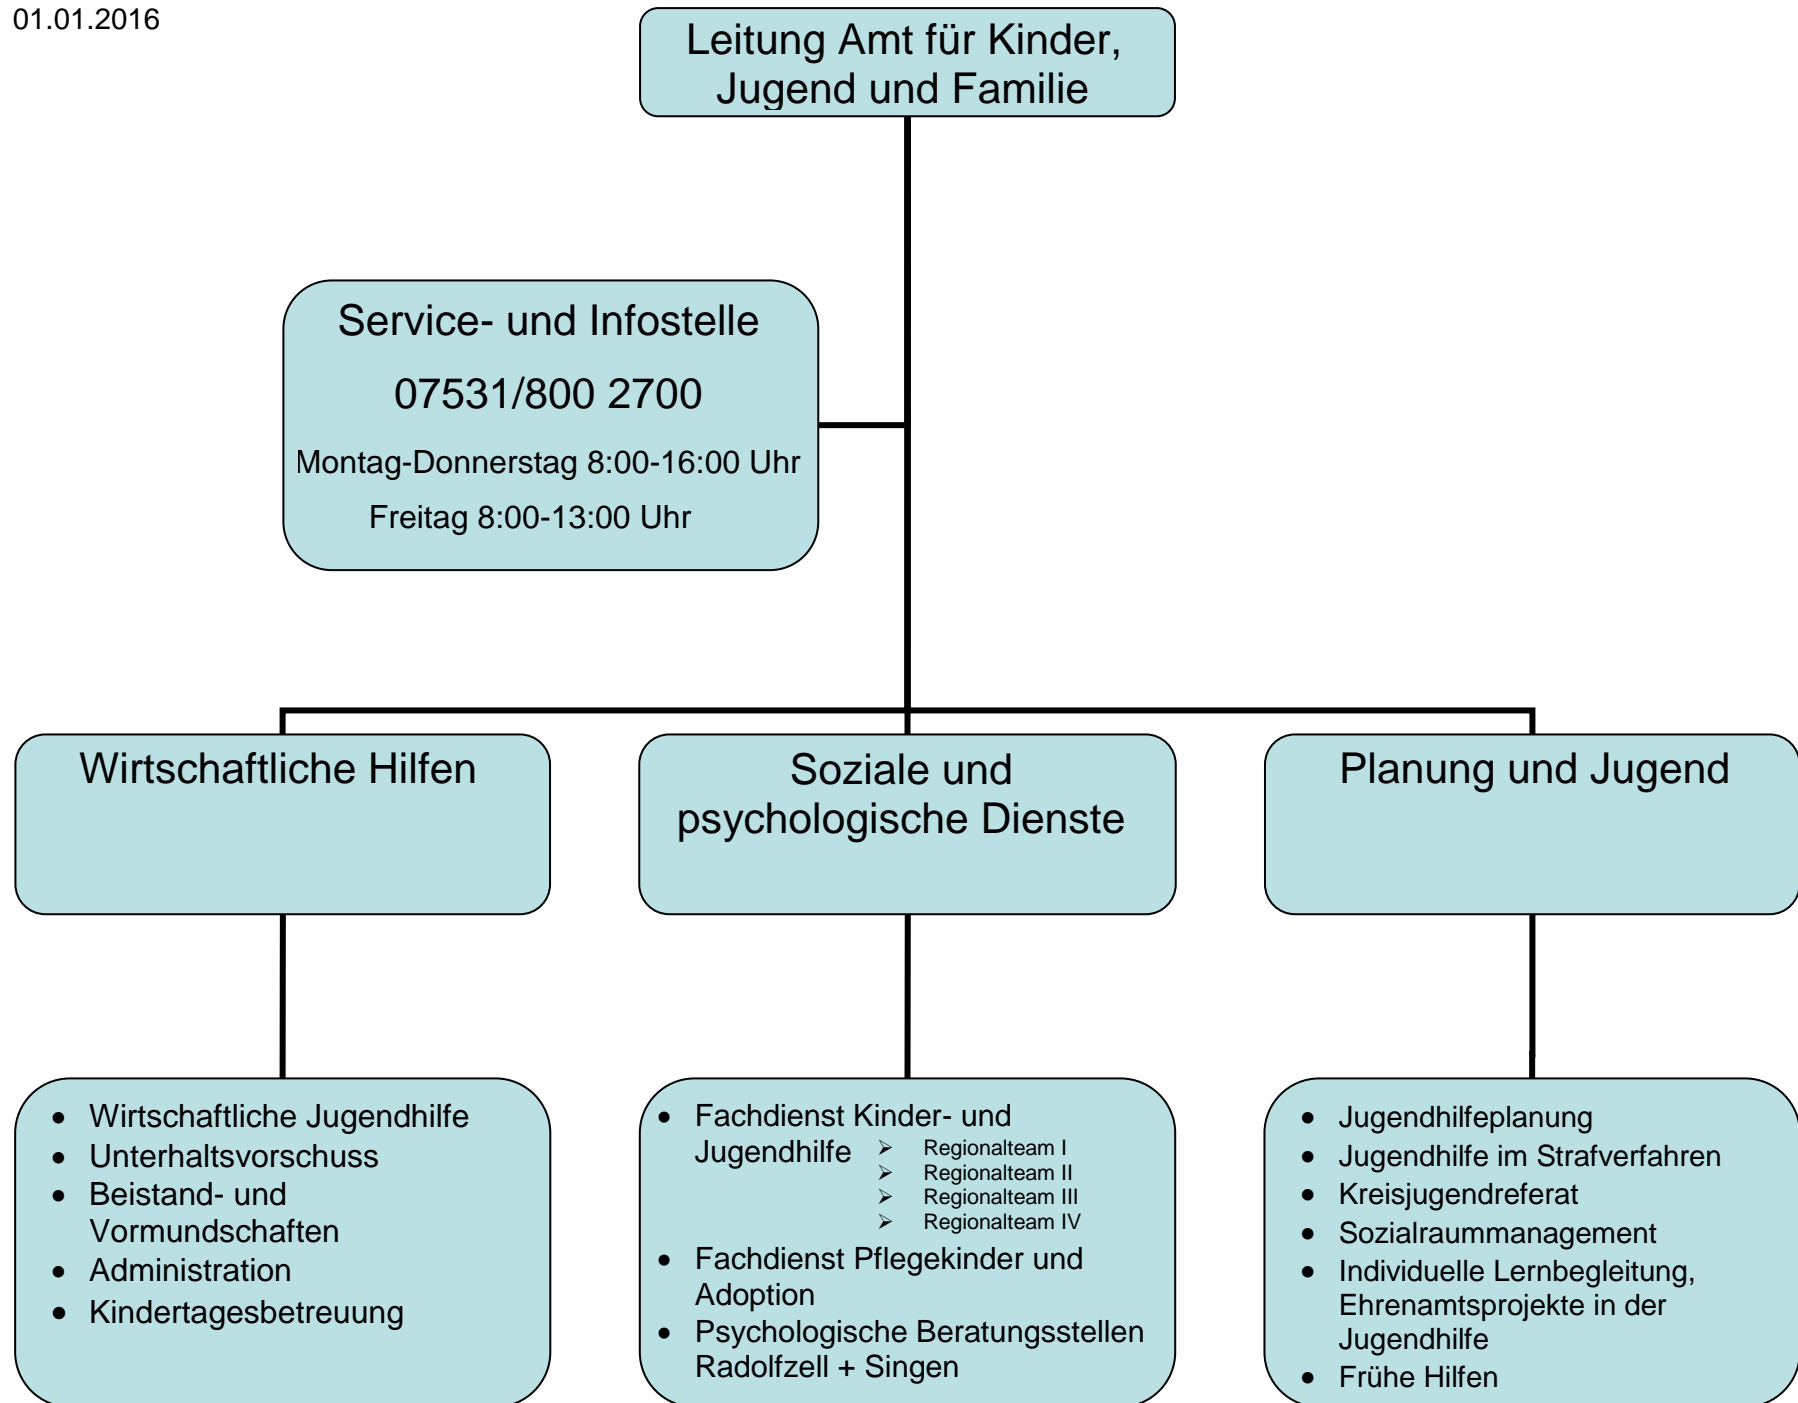 01.01.2016
Leitung Amt für Kinder,
Jugend und Familie
Service- und Infostelle
07531/800 2700
Montag-Donnerstag 8:00-16:00 Uhr
Freitag 8:00-13:00 Uhr
Wirtschaftliche Hilfen
Soziale und
psychologische Dienste
Planung und Jugend
• Wirtschaftliche Jugendhilfe
• Unterhaltsvorschuss
• Beistand- und
Vormundschaften
• Administration
• Kindertagesbetreuung
• Fachdienst Kinder- und
Jugendhilfe ➢ Regionalteam I
➢ Regionalteam II
➢ Regionalteam III
➢ Regionalteam IV
• Fachdienst Pflegekinder und
Adoption
• Psychologische Beratungsstellen
Radolfzell + Singen
• Jugendhilfeplanung
• Jugendhilfe im Strafverfahren
• Kreisjugendreferat
• Sozialraummanagement
• Individuelle Lernbegleitung,
Ehrenamtsprojekte in der
Jugendhilfe
• Frühe Hilfen